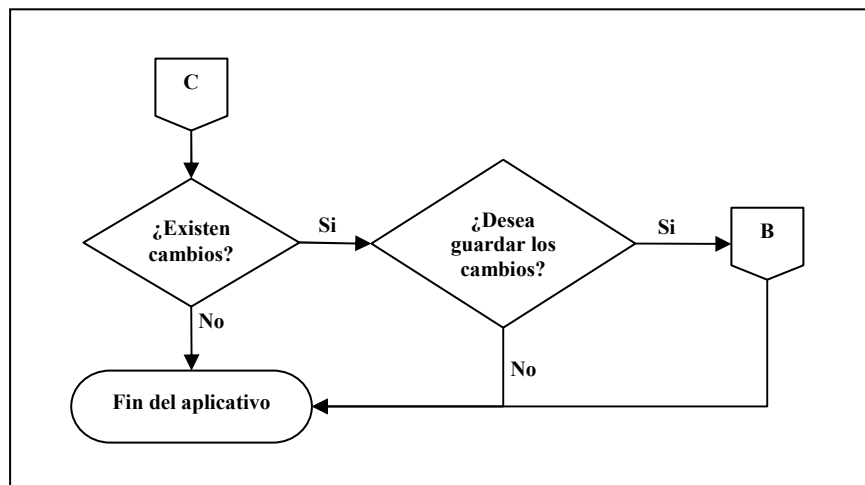 C
¿Existen
cambios?
Si
¿Desea
guardar los
cambios?
Si
B
No
No
Fin del aplicativo